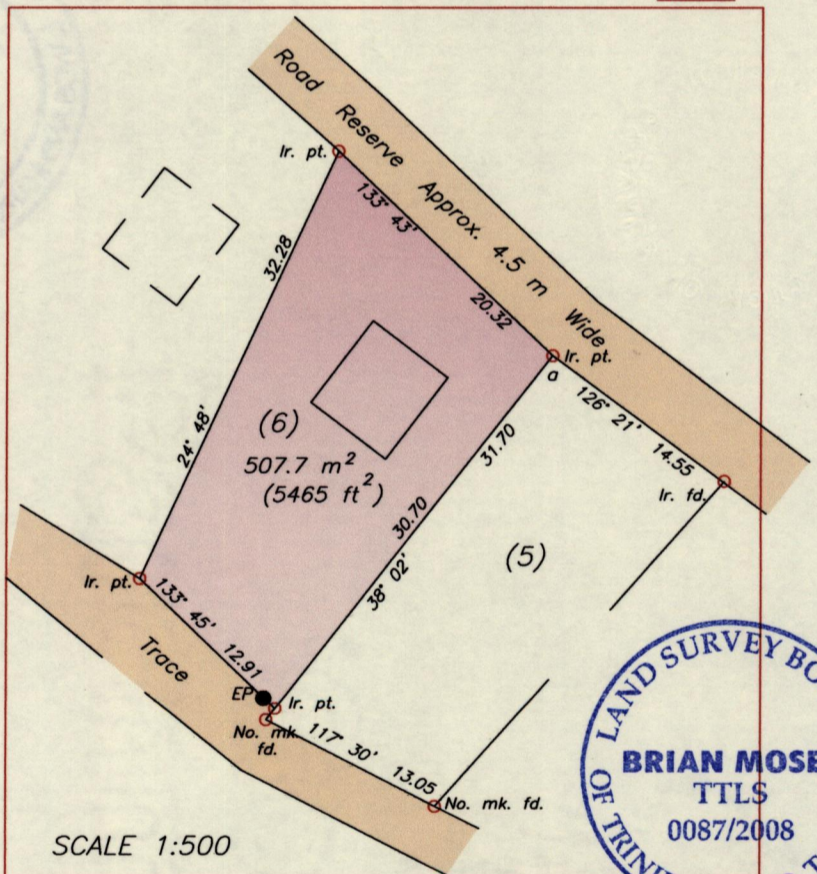 Road Reserve Approx. 4.5 m Wide
Ir. pt.
133° 43'
20.32
Ir. pt.
a
126° 21' 14.55
Ir. fd.
32.28
24° 48'
(6)
507.7 m²
(5465 ft²)
31.70
30.70
38° 02'
(5)
Ir. pt.
133° 45' 12.91
Trace
EP
Ir. pt.
No. mk. fd.
117° 30' 13.05
No. mk. fd.
SCALE 1:500
LAND SURVEY BO
BRIAN MOSE
TTLS
0087/2008
OF TRINI